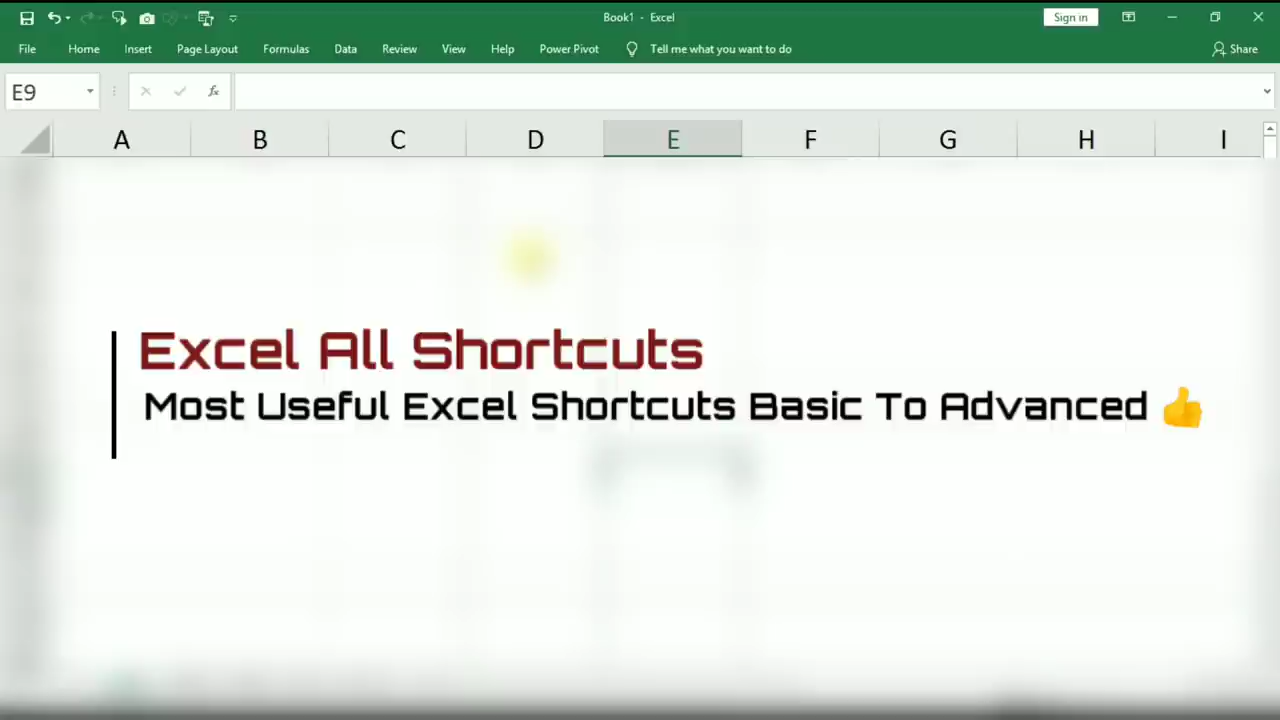 Book1 - Excel
Sign in
File Home Insert Page Layout Formulas Data Review View Help Power Pivot Tell me what you want to do Share
E9 fx
A B C D E F G H I
Excel All Shortcuts
Most Useful Excel Shortcuts Basic To Advanced 👍